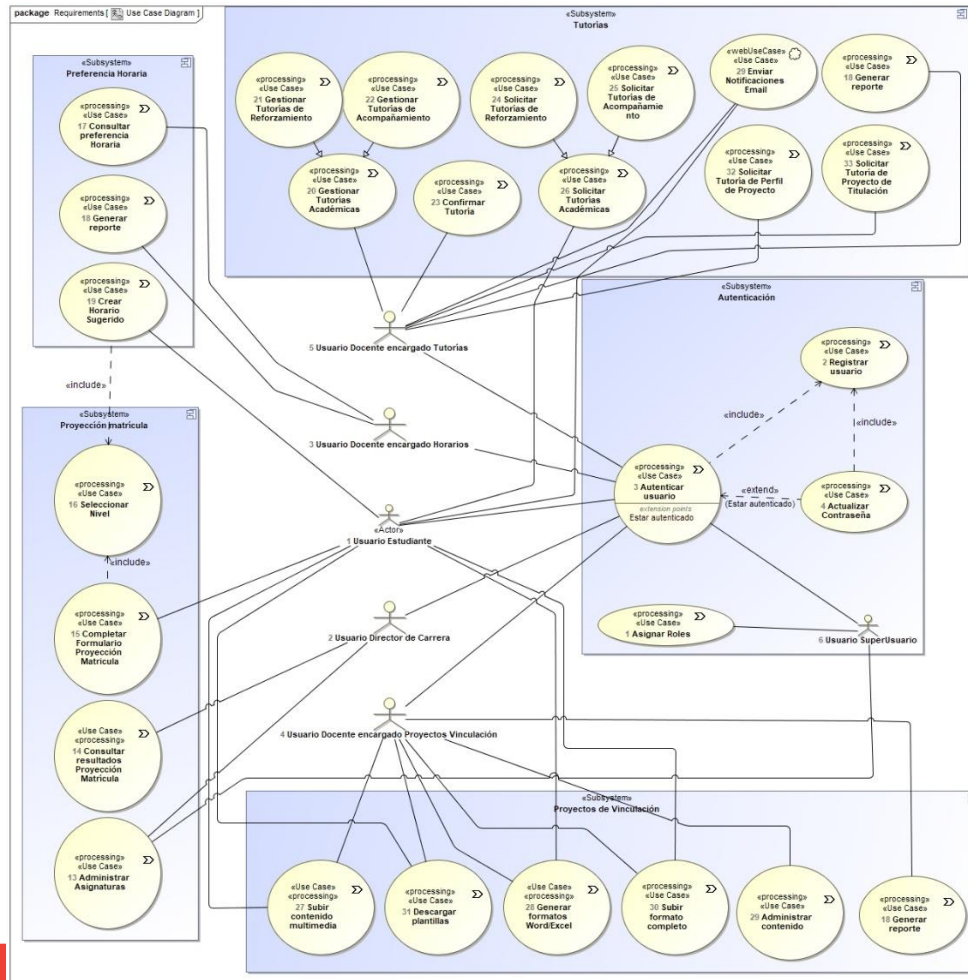 package Requirements [ Use Case Diagram ]
«Subsystem»
Tutorías
«processing»
«Use Case»
21 Gestionar
Tutorías de
Reforzamiento
«processing»
«Use Case»
22 Gestionar
Tutorías de
Acompañamiento
«processing»
«Use Case»
24 Solicitar
Tutorías de
Reforzamiento
«processing»
«Use Case»
25 Solicitar
Tutorías de
Acompañamie
nto
«webUseCase»
«Use Case»
29 Enviar
Notificaciones
Email
«processing»
«Use Case»
18 Generar
reporte
«processing»
«Use Case»
20 Gestionar
Tutorías
Académicas
«processing»
«Use Case»
23 Confirmar
Tutoría
«processing»
«Use Case»
26 Solicitar
Tutorías
Académicas
«processing»
«Use Case»
32 Solicitar
Tutoría de Perfil
de Proyecto
«processing»
«Use Case»
33 Solicitar
Tutoría de
Proyecto de
Titulación
«Subsystem»
Preferencia Horaria
«processing»
«Use Case»
17 Consultar
preferencia
Horaria
«processing»
«Use Case»
18 Generar
reporte
«processing»
«Use Case»
19 Crear
Horario
Sugerido
«include»
«Subsystem»
Proyección matricula
«processing»
«Use Case»
16 Seleccionar
Nivel
«include»
«processing»
«Use Case»
15 Completar
Formulario
Proyección
Matricula
«Use Case»
«processing»
14 Consultar
resultados
Proyección
Matricula
«processing»
«Use Case»
13 Administrar
Asignaturas
5 Usuario Docente encargado Tutorías
3 Usuario Docente encargado Horarios
«Actor»
1 Usuario Estudiante
2 Usuario Director de Carrera
4 Usuario Docente encargado Proyectos Vinculación
«Subsystem»
Autenticación
«processing»
«Use Case»
2 Registrar
usuario
«include»
«include»
«processing»
«Use Case»
3 Autenticar
usuario
extension points
Estar autenticado
«extend»
(Estar autenticado)
«processing»
«Use Case»
4 Actualizar
Contraseña
«processing»
«Use Case»
1 Asignar Roles
6 Usuario SuperUsuario
«Subsystem»
Proyectos de Vinculación
«Use Case»
«processing»
27 Subir
contenido
multimedia
«processing»
«Use Case»
31 Descargar
plantillas
«Use Case»
«processing»
28 Generar
formatos
Word/Excel
«processing»
«Use Case»
30 Subir
formato
completo
«processing»
«Use Case»
29 Administrar
contenido
«processing»
«Use Case»
18 Generar
reporte